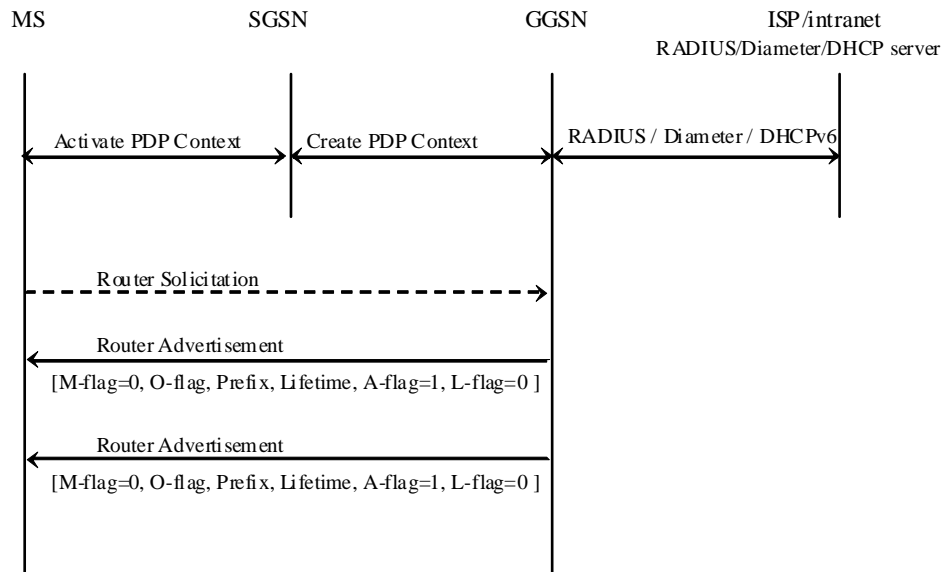 MS
SGSN
GGSN
ISP/intranet
RADIUS/Diameter/DHCP server
Activate PDP Context
Create PDP Context
RADIUS / Diameter / DHCPv6
Router Solicitation
Router Advertisement
[M-flag=0, O-flag, Prefix, Lifetime, A-flag=1, L-flag=0 ]
Router Advertisement
[M-flag=0, O-flag, Prefix, Lifetime, A-flag=1, L-flag=0 ]